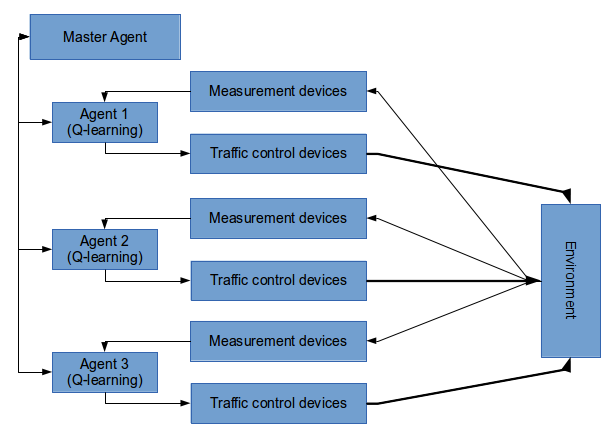 Master Agent
Measurement devices
Agent 1
(Q-learning)
Traffic control devices
Measurement devices
Agent 2
(Q-learning)
Traffic control devices
Environment
Measurement devices
Agent 3
(Q-learning)
Traffic control devices